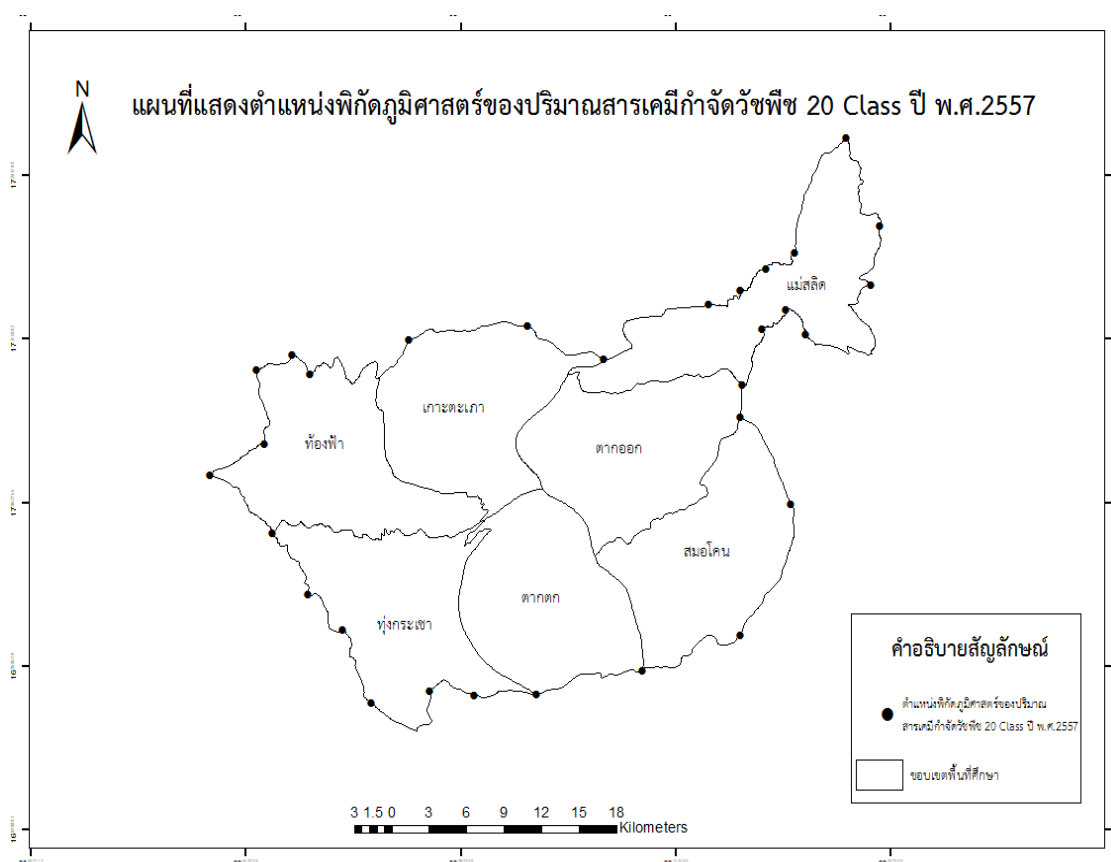 N
แผนที่แสดงตำแหน่งพิกัดภูมิศาสตร์ของปริมาณสารเคมีกำจัดวัชพืช 20 Class ปี พ.ศ.2557
แม่สลิด
เกาะตะเภา
ท้องฟ้า
ตากออก
สมอโคน
ตากตก
ทุ่งกระเชา
คำอธิบายสัญลักษณ์
ตำแหน่งพิกัดภูมิศาสตร์ของปริมาณ
สารเคมีกำจัดวัชพืช 20 Class ปี พ.ศ.2557
ขอบเขตพื้นที่ศึกษา
3 1.5 0 3 6 9 12 15 18
Kilometers